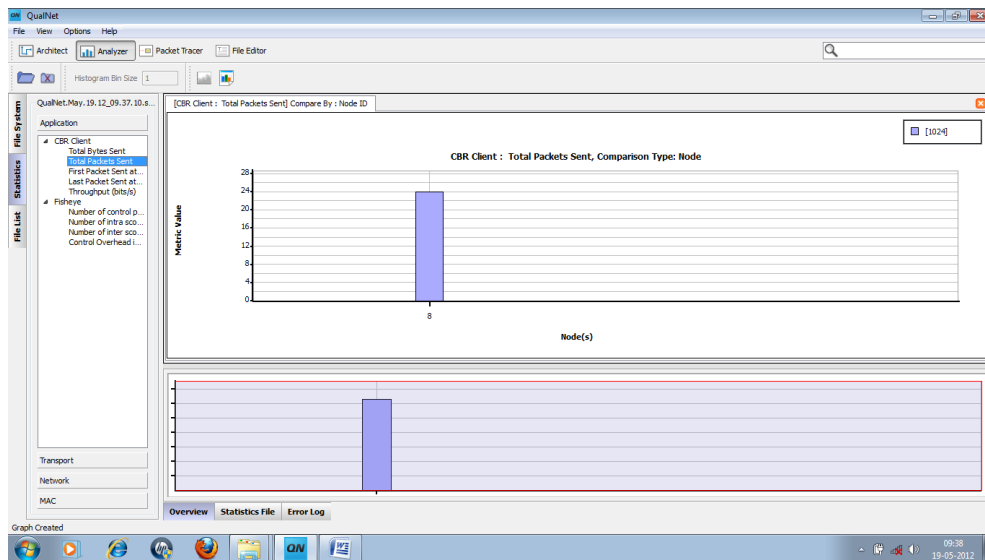 QN QualNet
File View Options Help
Architect Analyzer Packet Tracer File Editor
Histogram Bin Size 1
File System
Statistics
File List
QualNet.May.19.12_09.37.10.s...
Application
CBR Client
Total Bytes Sent
Total Packets Sent
First Packet Sent at...
Last Packet Sent at...
Throughput (bits/s)
Fisheye
Number of control p...
Number of intra sco...
Number of inter sco...
Control Overhead i...
Transport
Network
MAC
[CBR Client : Total Packets Sent] Compare By : Node ID
[1024]
CBR Client : Total Packets Sent, Comparison Type: Node
Metric Value
28
24
20
16
12
8
4
0
8
Node(s)
Overview Statistics File Error Log
Graph Created
hp QN W
09:38
19-05-2012